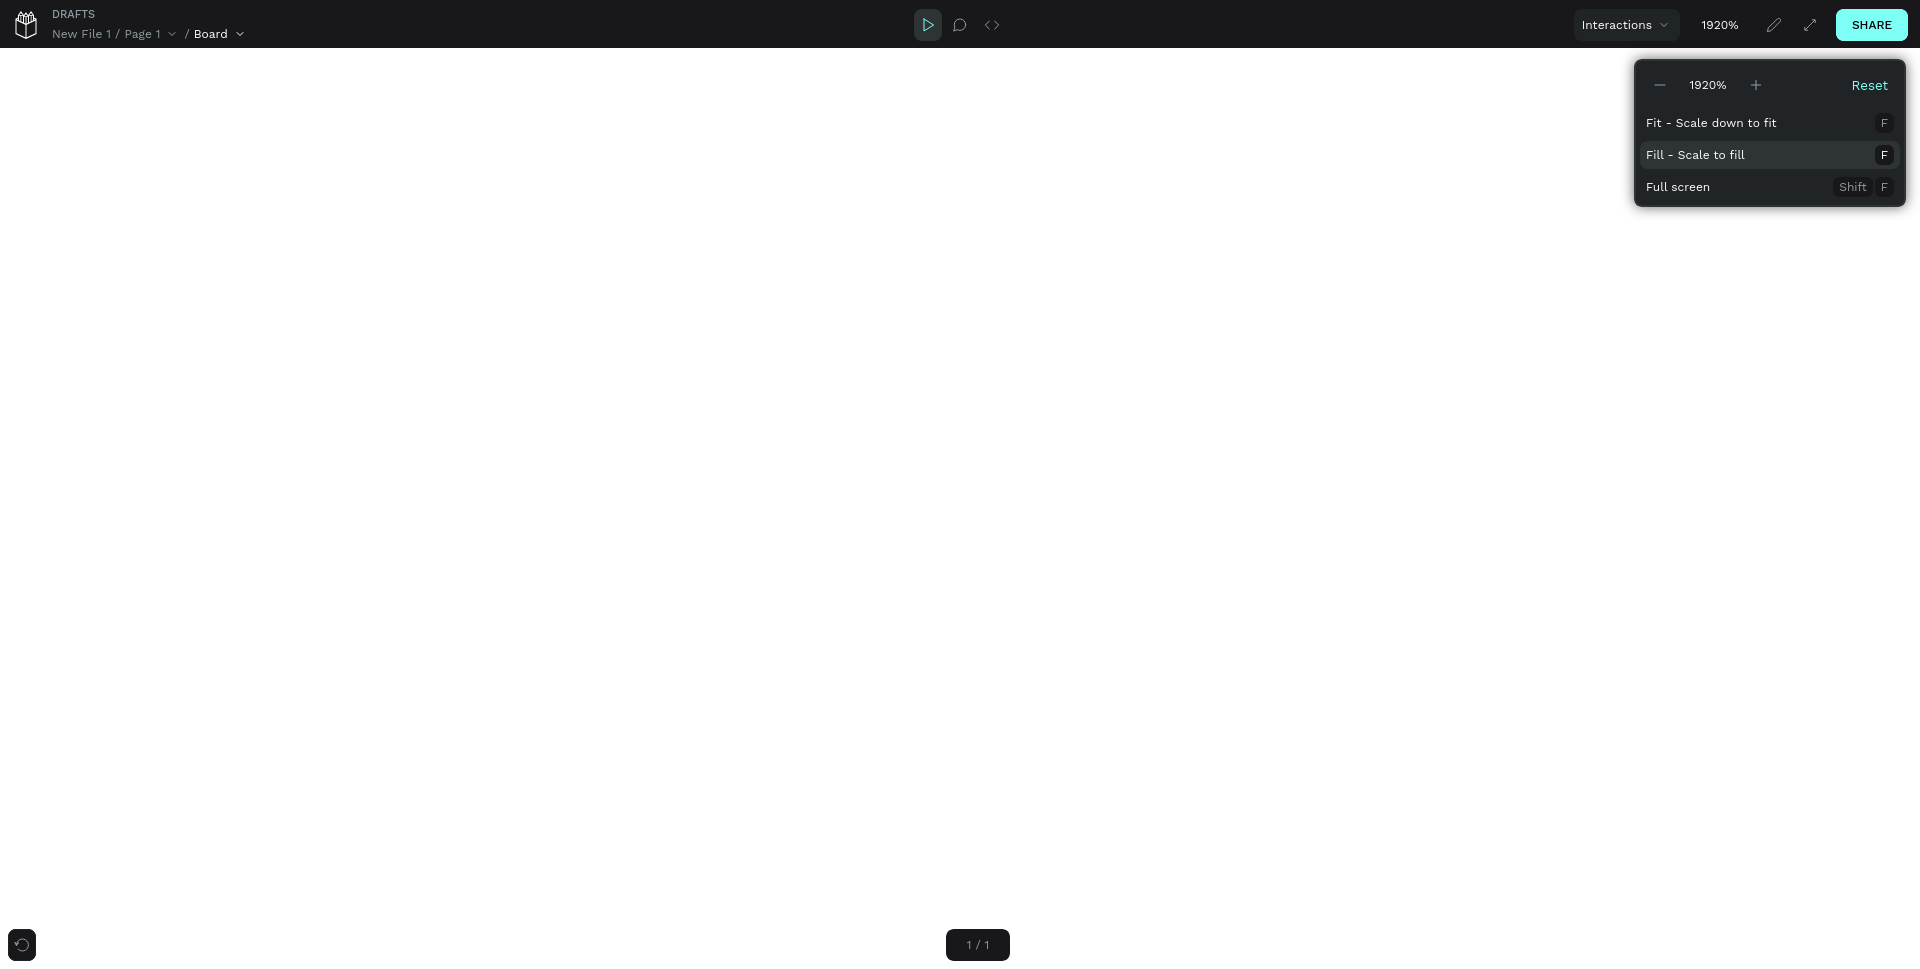 DRAFTS
New File 1 / Page 1 / Board
Interactions
1920%
SHARE
1920%
Reset
Fit - Scale down to fit F
Fill - Scale to fill F
Full screen Shift F
1 / 1